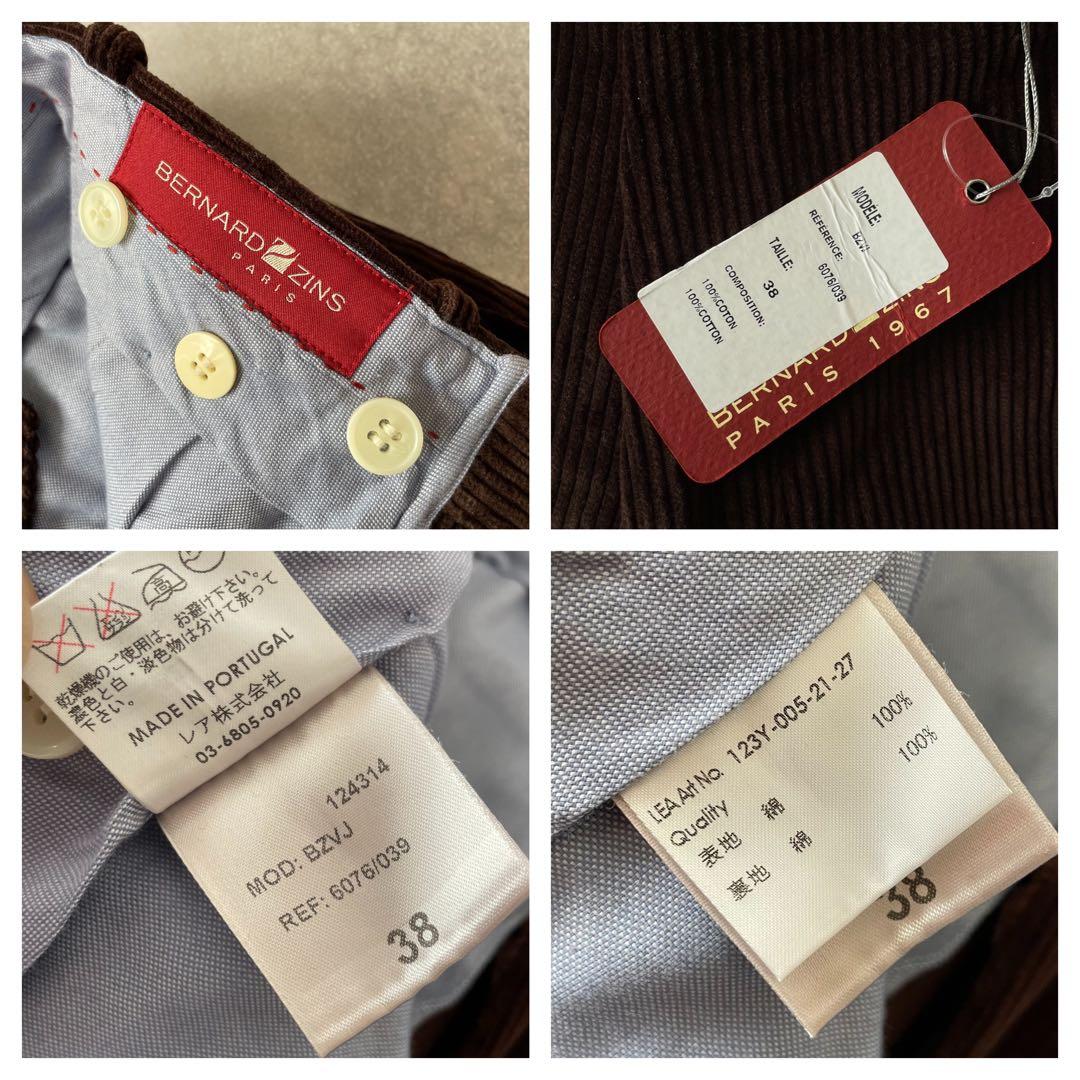 BERNARD ZINS
PARIS
MODÈLE:
RÉFÉRENCE: 6076/039
TAILLE: 38
COMPOSITION:
100%COTON
100%COTTON
BERNARD ZINS
PARIS 1967
高
乾燥機のご使用は、お避け下さい。
濃色と白・淡色物は分けて洗って
下さい。
MADE IN PORTUGAL
レア株式会社
03-6805-0920
124314
MOD: BZVJ
REF: 6076/039
38
LEA Art No. 123Y-005-21-27
Quality
表地 綿 100%
裏地 綿 100%
38